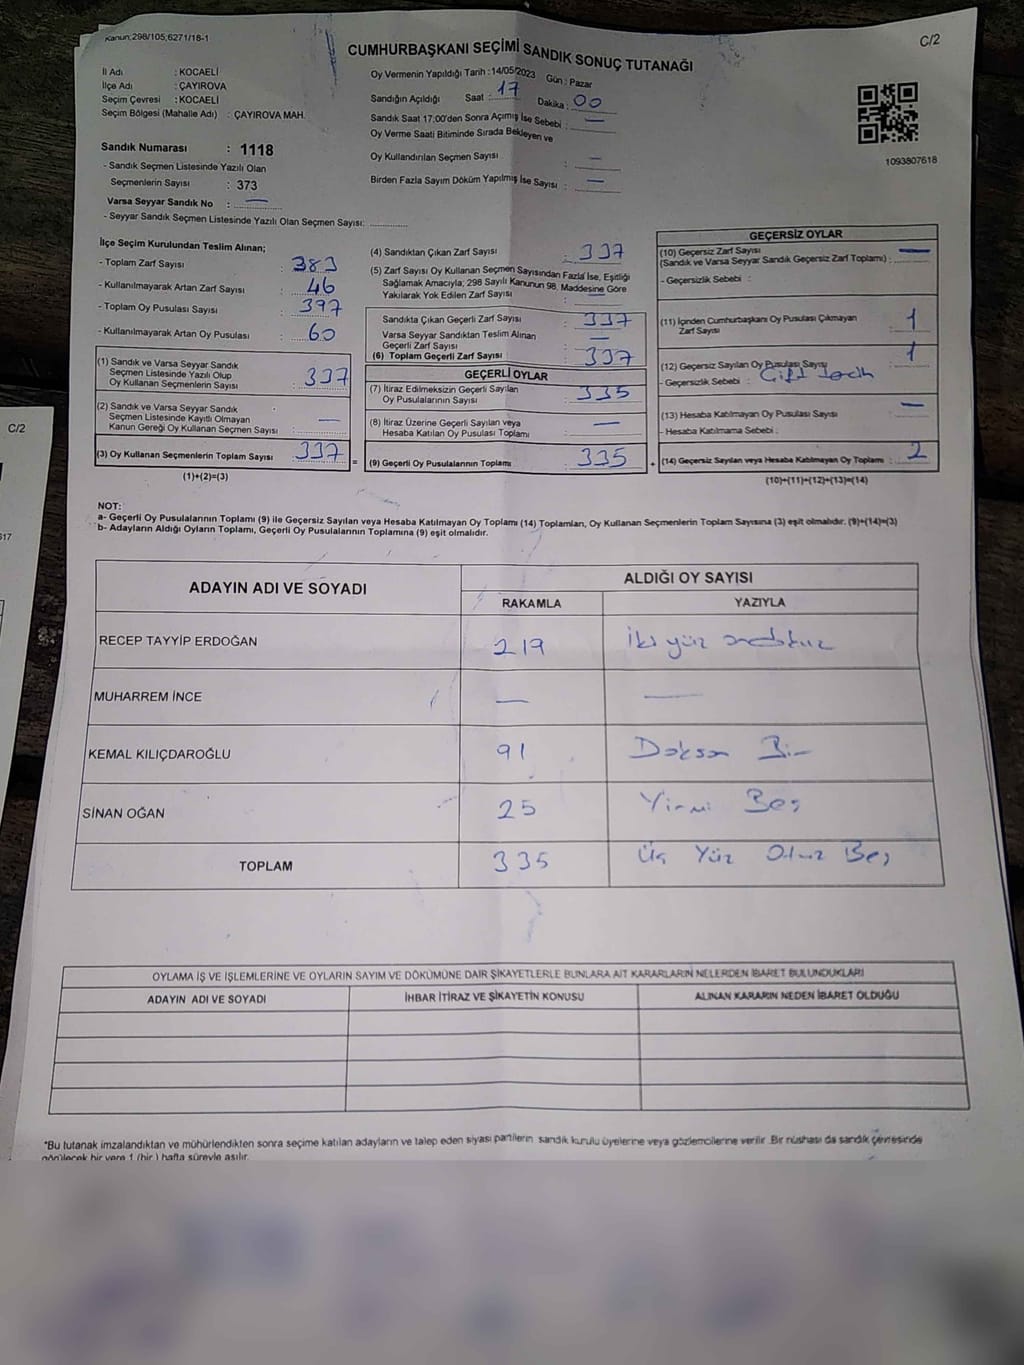 Kanun: 298/105;6271/18-1
C/2
CUMHURBAŞKANI SEÇİMİ SANDIK SONUÇ TUTANAĞI
İl Adı : KOCAELİ
İlçe Adı : ÇAYIROVA
Seçim Çevresi : KOCAELİ
Seçim Bölgesi (Mahalle Adı) : ÇAYIROVA MAH.
Sandık Numarası : 1118
- Sandık Seçmen Listesinde Yazılı Olan
Seçmenlerin Sayısı : 373
Varsa Seyyar Sandık No : —
- Seyyar Sandık Seçmen Listesinde Yazılı Olan Seçmen Sayısı:
Oy Vermenin Yapıldığı Tarih : 14/05/2023 Gün : Pazar
Sandığın Açıldığı Saat : 17 Dakika : 00
Sandık Saat 17:00'den Sonra Açılmış İse Sebebi : —
Oy Verme Saati Bitiminde Sırada Bekleyen ve
Oy Kullandırılan Seçmen Sayısı : —
Birden Fazla Sayım Döküm Yapılmış İse Sayısı : —
1093807618
İlçe Seçim Kurulundan Teslim Alınan;
- Toplam Zarf Sayısı : 383
- Kullanılmayarak Artan Zarf Sayısı : 46
- Toplam Oy Pusulası Sayısı : 397
- Kullanılmayarak Artan Oy Pusulası : 60
(1) Sandık ve Varsa Seyyar Sandık
Seçmen Listesinde Yazılı Olup
Oy Kullanan Seçmenlerin Sayısı : 337
(2) Sandık ve Varsa Seyyar Sandık
Seçmen Listesinde Kayıtlı Olmayan
Kanun Gereği Oy Kullanan Seçmen Sayısı : —
(3) Oy Kullanan Seçmenlerin Toplam Sayısı : 337
(1)+(2)=(3)
(4) Sandıktan Çıkan Zarf Sayısı : 337
(5) Zarf Sayısı Oy Kullanan Seçmen Sayısından Fazla İse, Eşitliği
Sağlamak Amacıyla; 298 Sayılı Kanunun 98. Maddesine Göre
Yakılarak Yok Edilen Zarf Sayısı : —
Sandıkta Çıkan Geçerli Zarf Sayısı : 337
Varsa Seyyar Sandıktan Teslim Alınan
Geçerli Zarf Sayısı : —
(6) Toplam Geçerli Zarf Sayısı : 337
GEÇERLİ OYLAR
(7) İtiraz Edilmeksizin Geçerli Sayılan
Oy Pusulalarının Sayısı : 335
(8) İtiraz Üzerine Geçerli Sayılan veya
Hesaba Katılan Oy Pusulası Toplamı : —
= (9) Geçerli Oy Pusulalarının Toplamı : 335 +
GEÇERSİZ OYLAR
(10) Geçersiz Zarf Sayısı
(Sandık ve Varsa Seyyar Sandık Geçersiz Zarf Toplamı) : —
- Geçersizlik Sebebi :
(11) İçinden Cumhurbaşkanı Oy Pusulası Çıkmayan
Zarf Sayısı : 1
(12) Geçersiz Sayılan Oy Pusulası Sayısı : 1
- Geçersizlik Sebebi : Çift
(13) Hesaba Katılmayan Oy Pusulası Sayısı : —
- Hesaba Katılmama Sebebi :
(14) Geçersiz Sayılan veya Hesaba Katılmayan Oy Toplamı : 2
(10)+(11)+(12)+(13)=(14)
NOT:
a- Geçerli Oy Pusulalarının Toplamı (9) ile Geçersiz Sayılan veya Hesaba Katılmayan Oy Toplamı (14) Toplamları, Oy Kullanan Seçmenlerin Toplam Sayısına (3) eşit olmalıdır. (9)+(14)=(3)
b- Adayların Aldığı Oyların Toplamı, Geçerli Oy Pusulalarının Toplamına (9) eşit olmalıdır.
ADAYIN ADI VE SOYADI
ALDIĞI OY SAYISI
RAKAMLA YAZIYLA
RECEP TAYYİP ERDOĞAN 219 İki yüz ondokuz
MUHARREM İNCE — —
KEMAL KILIÇDAROĞLU 91 Doksan Bir
SİNAN OĞAN 25 Yirmi Beş
TOPLAM 335 Üç Yüz Otuz Beş
OYLAMA İŞ VE İŞLEMLERİNE VE OYLARIN SAYIM VE DÖKÜMÜNE DAİR ŞİKAYETLERLE BUNLARA AİT KARARLARIN NELERDEN İBARET BULUNDUKLARI
ADAYIN ADI VE SOYADI İHBAR İTİRAZ VE ŞİKAYETİN KONUSU ALINAN KARARIN NEDEN İBARET OLDUĞU
*Bu tutanak imzalandıktan ve mühürlendikten sonra seçime katılan adayların ve talep eden siyasi partilerin sandık kurulu üyelerine veya gözlemcilerine verilir. Bir nüshası da sandık çevresinde
görülecek bir yere 1 (bir) hafta süreyle asılır.
C/2
617